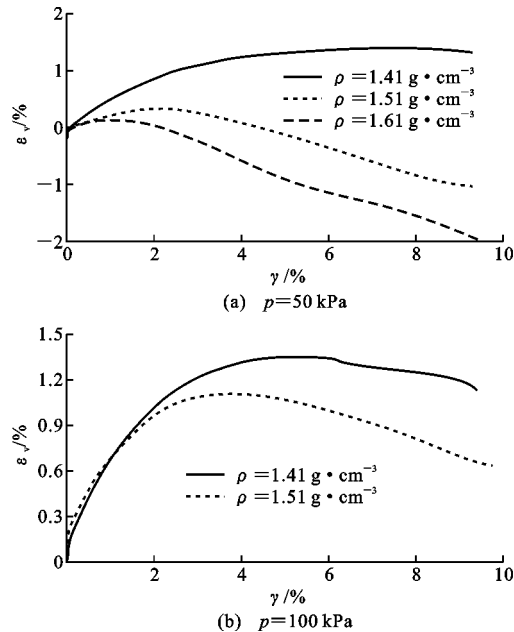 2
1
0
−1
−2
ε_v/%
ρ=1.41 g·cm⁻³
ρ=1.51 g·cm⁻³
ρ=1.61 g·cm⁻³
0 2 4 6 8 10
γ/%
(a) p=50 kPa
1.5
1.2
0.9
0.6
0.3
0
ε_v/%
ρ=1.41 g·cm⁻³
ρ=1.51 g·cm⁻³
0 2 4 6 8 10
γ/%
(b) p=100 kPa